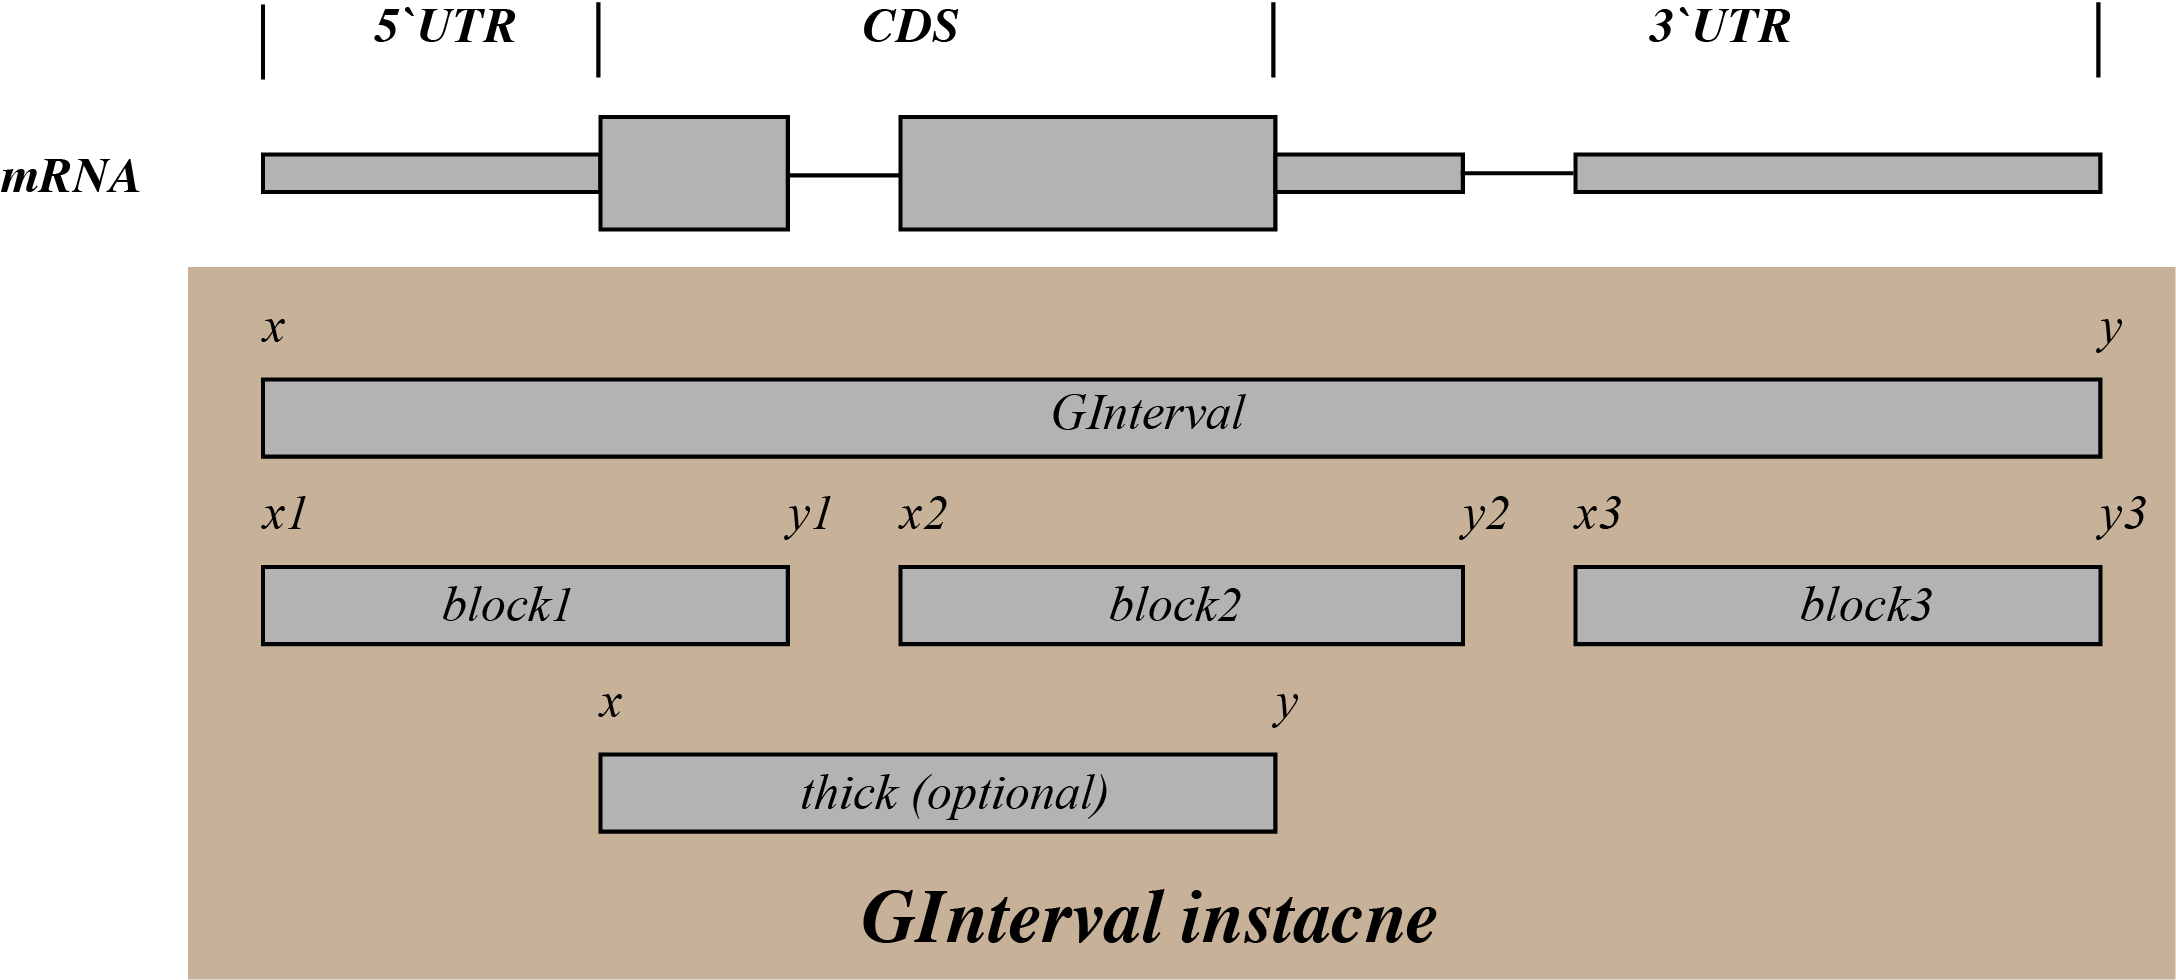 5`UTR CDS 3`UTR
mRNA
x y
GInterval
x1 y1 x2 y2 x3 y3
block1 block2 block3
x y
thick (optional)
GInterval instacne